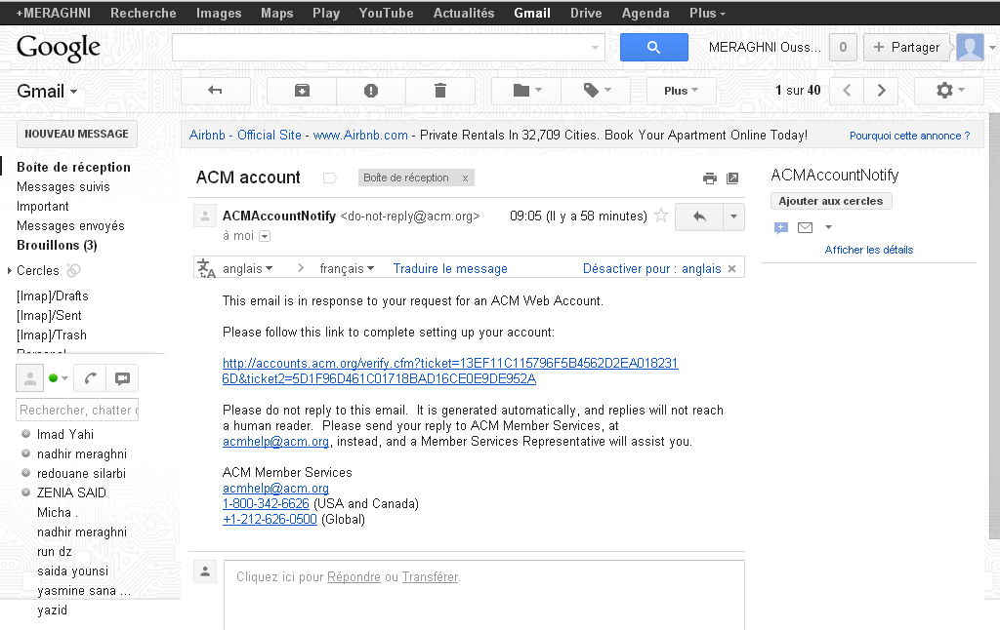 +MERAGHNI Recherche Images Maps Play YouTube Actualités Gmail Drive Agenda Plus
Google
MERAGHNI Ouss... 0 + Partager
Gmail
Plus
1 sur 40
NOUVEAU MESSAGE
Airbnb - Official Site - www.Airbnb.com - Private Rentals In 32,709 Cities. Book Your Apartment Online Today!
Pourquoi cette annonce ?
Boîte de réception
Messages suivis
Important
Messages envoyés
Brouillons (3)
Cercles
[Imap]/Drafts
[Imap]/Sent
[Imap]/Trash
Rechercher, chatter
Imad Yahi
nadhir meraghni
redouane silarbi
ZENIA SAID
Micha .
nadhir meraghni
run dz
saida younsi
yasmine sana ...
yazid
ACM account
Boîte de réception x
ACMAccountNotify <do-not-reply@acm.org>
09:05 (Il y a 58 minutes)
à moi
anglais > français Traduire le message
Désactiver pour : anglais x
This email is in response to your request for an ACM Web Account.
Please follow this link to complete setting up your account:
http://accounts.acm.org/verify.cfm?ticket=13EF11C115796F5B4562D2EA018231
6D&ticket2=5D1F96D461C01718BAD16CE0E9DE952A
Please do not reply to this email. It is generated automatically, and replies will not reach
a human reader. Please send your reply to ACM Member Services, at
acmhelp@acm.org, instead, and a Member Services Representative will assist you.
ACM Member Services
acmhelp@acm.org
1-800-342-6626 (USA and Canada)
+1-212-626-0500 (Global)
Cliquez ici pour Répondre ou Transférer.
ACMAccountNotify
Ajouter aux cercles
Afficher les détails